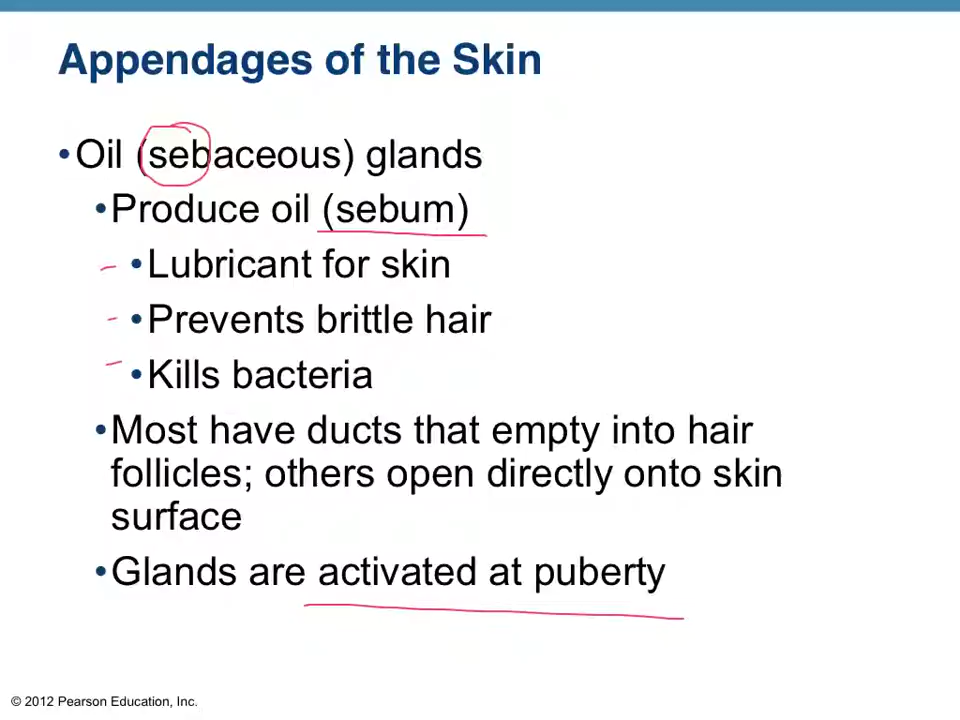 Appendages of the Skin
•Oil (sebaceous) glands
•Produce oil (sebum)
•Lubricant for skin
•Prevents brittle hair
•Kills bacteria
•Most have ducts that empty into hair
follicles; others open directly onto skin
surface
•Glands are activated at puberty
© 2012 Pearson Education, Inc.